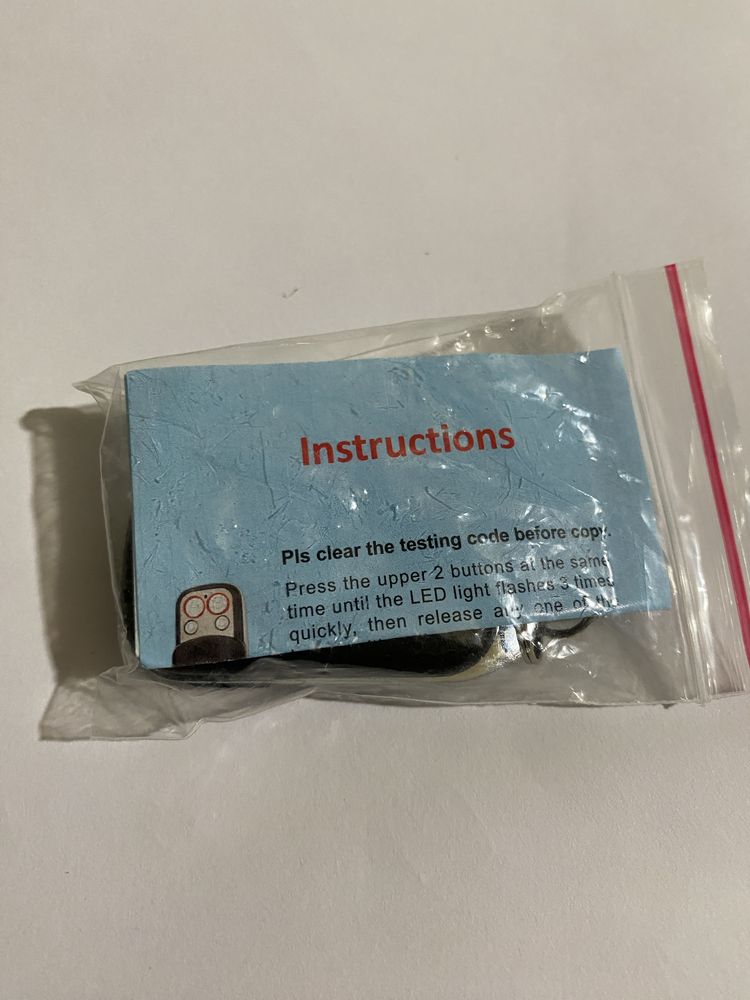 Instructions
Pls clear the testing code before copy.
Press the upper 2 buttons at the same
time until the LED light flashes 3 times
quickly, then release any one of the